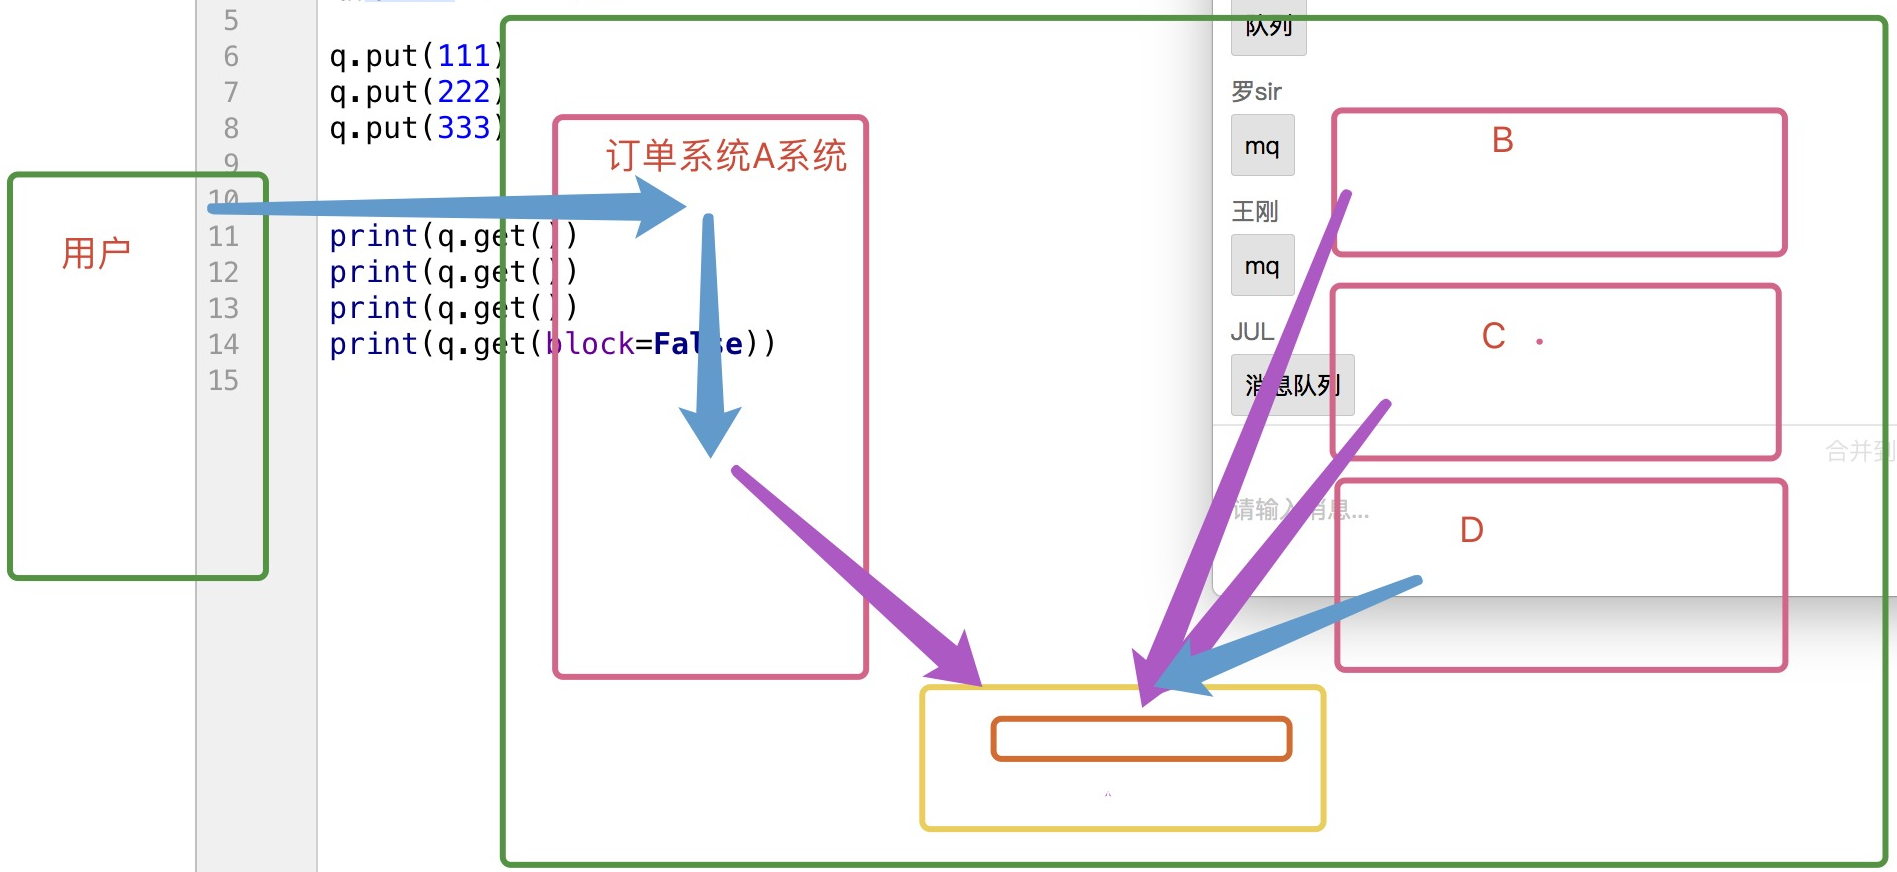 5
6 q.put(111)
7 q.put(222)
8 q.put(333)
9
10
11 print(q.get())
12 print(q.get())
13 print(q.get())
14 print(q.get(block=False))
15
用户
订单系统A系统
队列
罗sir
mq
王刚
mq
JUL
消息队列
合并到
请输入消息...
B
C
D